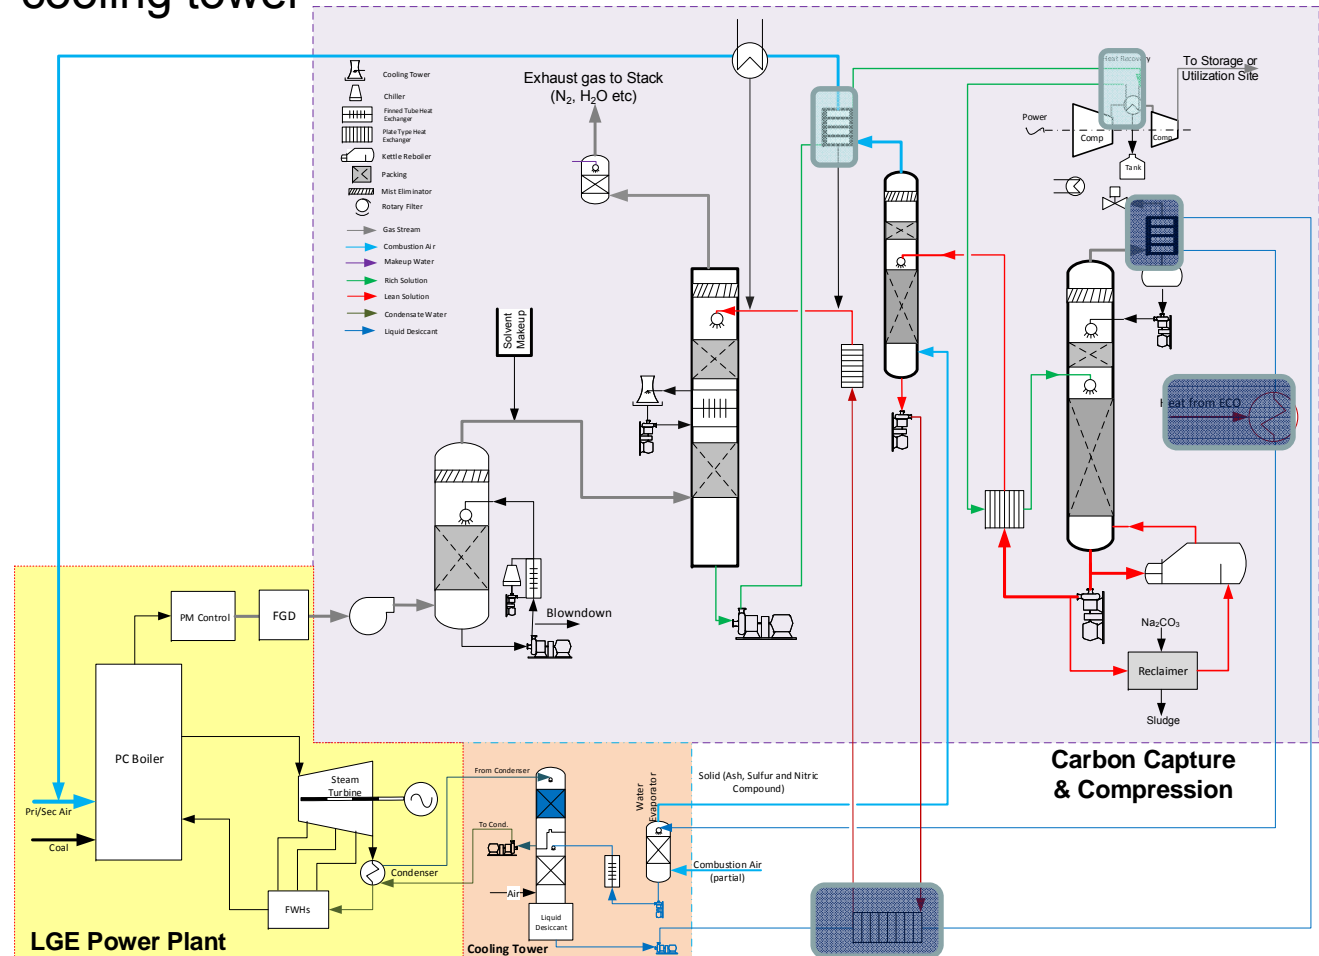 cooling tower
Cooling Tower
Chiller
Finned Tube Heat
Exchanger
Plate Type Heat
Exchanger
Kettle Reboiler
Packing
Mist Eliminator
Rotary Filter
Gas Stream
Combustion Air
Makeup Water
Rich Solution
Lean Solution
Condensate Water
Liquid Desiccant
Exhaust gas to Stack
(N2, H2O etc)
Heat Recovery
To Storage or
Utilization Site
Power
Comp
Comp
Tank
Solvent
Makeup
Heat from ECO
Blowndown
Na2CO3
Reclaimer
Sludge
PM Control
FGD
PC Boiler
Steam
Turbine
Pri/Sec Air
Coal
Condenser
FWHs
LGE Power Plant
From Condenser
To Cond.
Air
Liquid
Desiccant
Cooling Tower
Water
Evaporator
Solid (Ash, Sulfur and Nitric
Compound)
Combustion Air
(partial)
Carbon Capture
& Compression